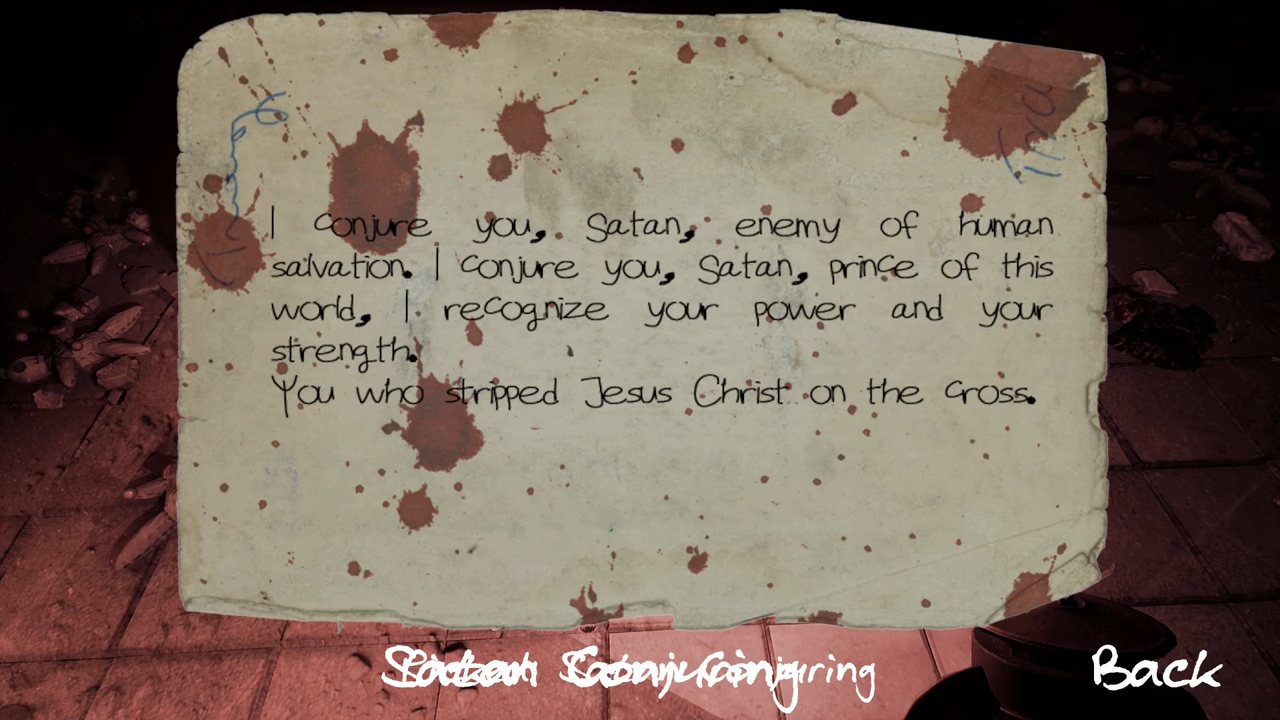 I conjure you, Satan, enemy of human
salvation. I conjure you, Satan, prince of this
world, I recognize your power and your
strength.
You who stripped Jesus Christ on the cross.
Back